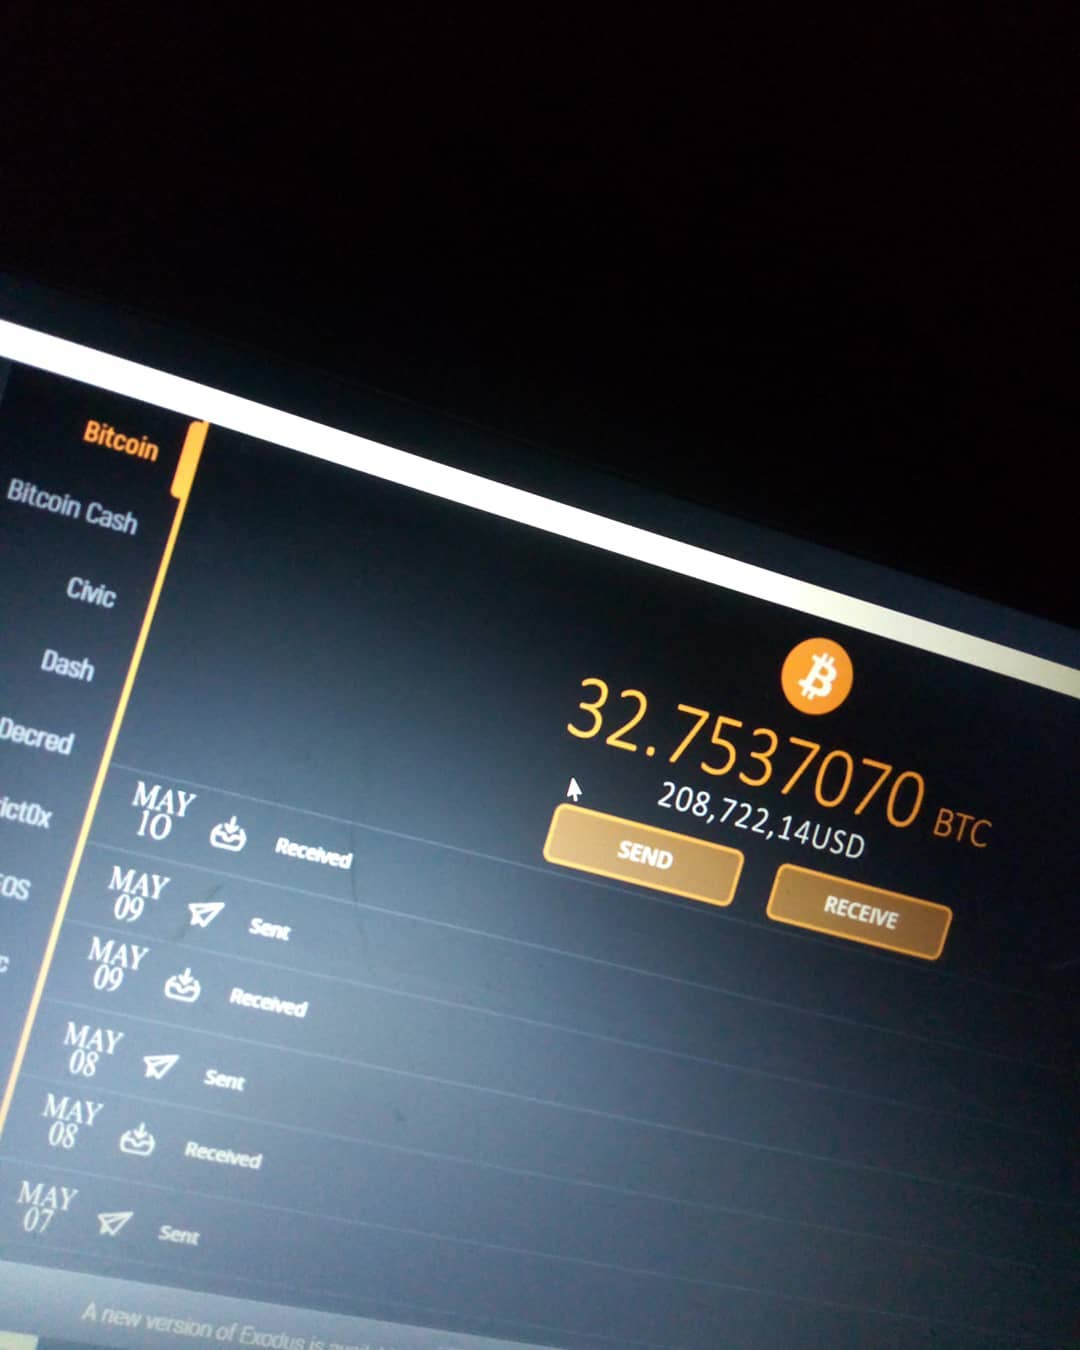 Bitcoin
Bitcoin Cash
Civic
Dash
Decred
ict0x
OS
c
32.7537070 BTC
208,722,14USD
SEND
RECEIVE
MAY
10
Received
MAY
09
Sent
MAY
09
Received
MAY
08
Sent
MAY
08
Received
MAY
07
Sent
A new version of Exodus is